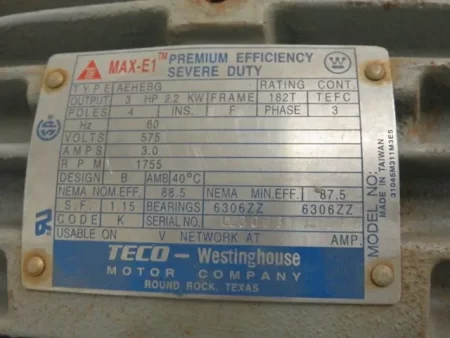 MAX-E1™ PREMIUM EFFICIENCY
SEVERE DUTY
TYPE AEHEBG RATING CONT.
OUTPUT 3 HP 2.2 KW FRAME 182T TEFC
POLES 4 INS. F PHASE 3
Hz 60
VOLTS 575
AMPS 3.0
RPM 1755
DESIGN B AMB 40°C
NEMA NOM.EFF. 88.5 NEMA MIN.EFF. 87.5
S.F. 1.15 BEARINGS 6306ZZ 6306ZZ
CODE K SERIAL NO.
USABLE ON V NETWORK AT AMP.
TECO - Westinghouse
MOTOR COMPANY
ROUND ROCK, TEXAS
MODEL NO:
MADE IN TAIWAN
31045M311M3E5